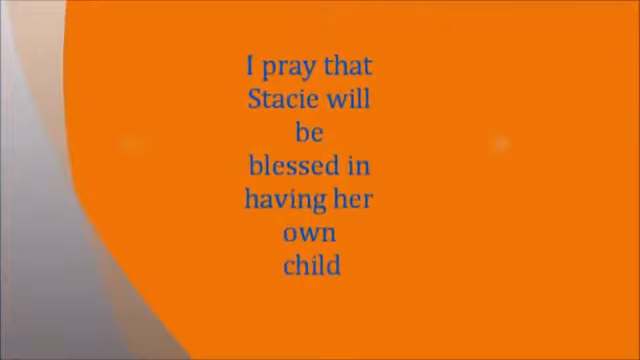 I pray that
Stacie will
be
blessed in
having her
own
child